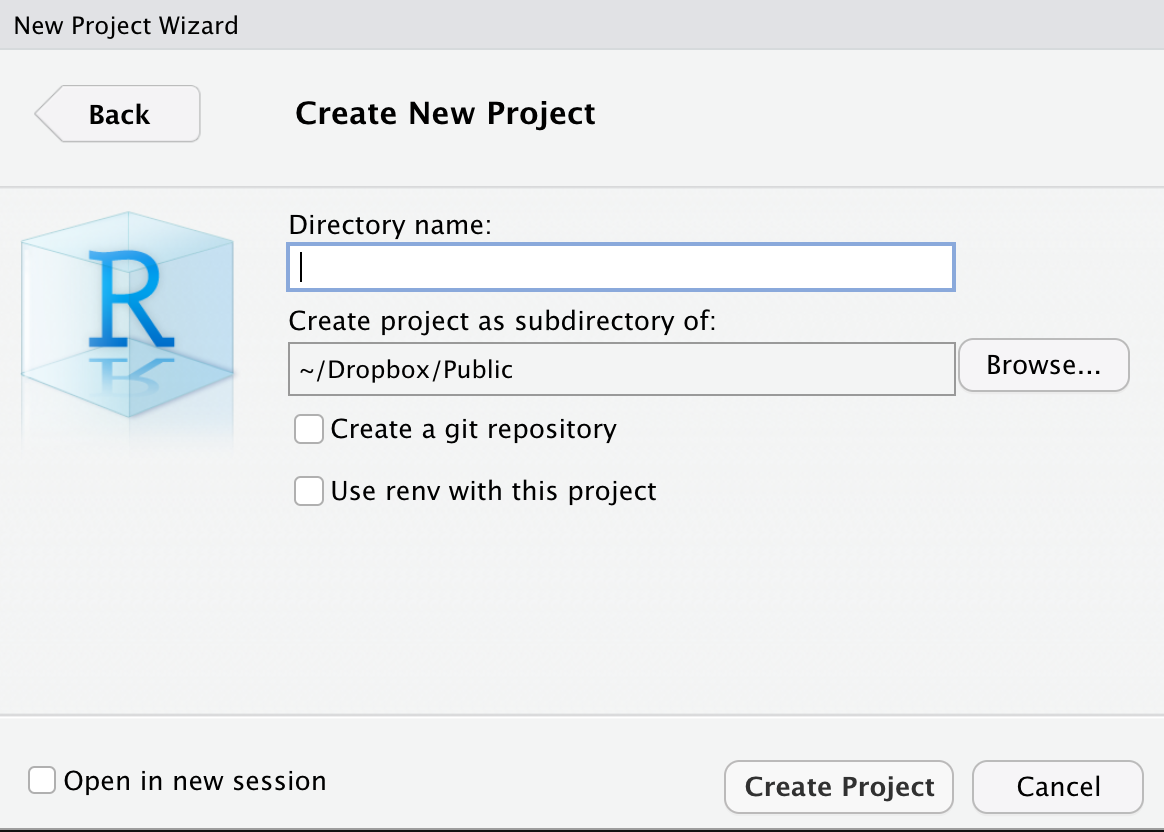 New Project Wizard
Back
Create New Project
R
Directory name:
Create project as subdirectory of:
~/Dropbox/Public
Browse...
Create a git repository
Use renv with this project
Open in new session
Create Project
Cancel